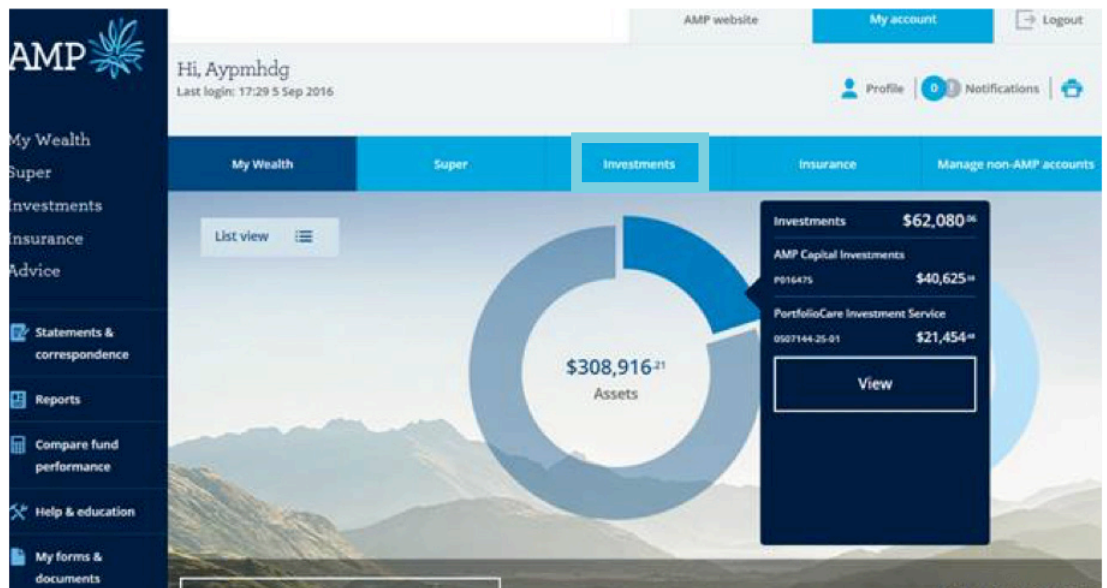 AMP
AMP website
My account
Logout
Hi, Aypmhdg
Last login: 17:29 5 Sep 2016
Profile
0
Notifications
My Wealth
Super
Investments
Insurance
Advice
Statements &
correspondence
Reports
Compare fund
performance
Help & education
My forms &
documents
My Wealth
Super
Investments
Insurance
Manage non-AMP accounts
List view
$308,916.21
Assets
Investments $62,080
AMP Capital Investments
P016475 $40,625
PortfolioCare Investment Service
0507144-25-01 $21,454
View